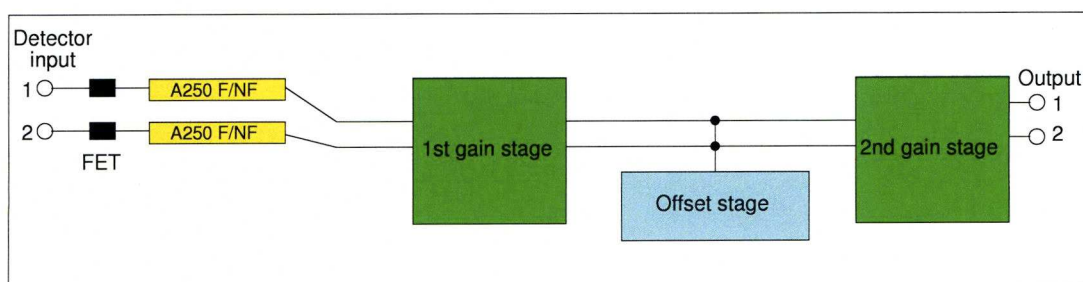 Detector
input
1
A250 F/NF
2
A250 F/NF
FET
1st gain stage
Offset stage
2nd gain stage
Output
1
2